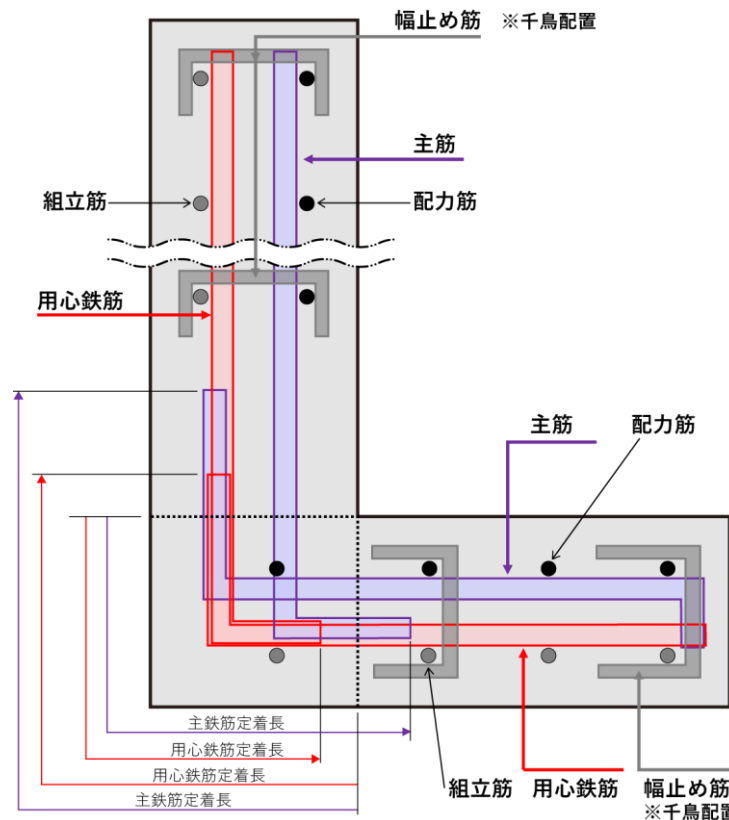 幅止め筋 ※千鳥配置
主筋
組立筋
配力筋
用心鉄筋
主筋
配力筋
主鉄筋定着長
用心鉄筋定着長
用心鉄筋定着長
主鉄筋定着長
組立筋
用心鉄筋
幅止め筋
※千鳥配置